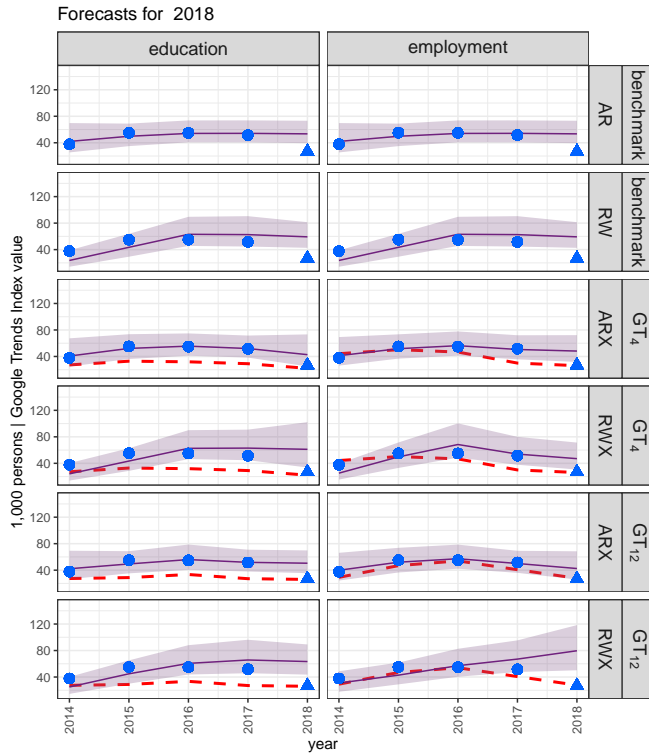 Forecasts for 2018
education employment
120
80
40
AR benchmark
120
80
40
RW benchmark
120
80
40
ARX GT4
120
80
40
RWX GT4
120
80
40
ARX GT12
120
80
40
RWX GT12
1,000 persons | Google Trends Index value
2014 2015 2016 2017 2018 2014 2015 2016 2017 2018
year